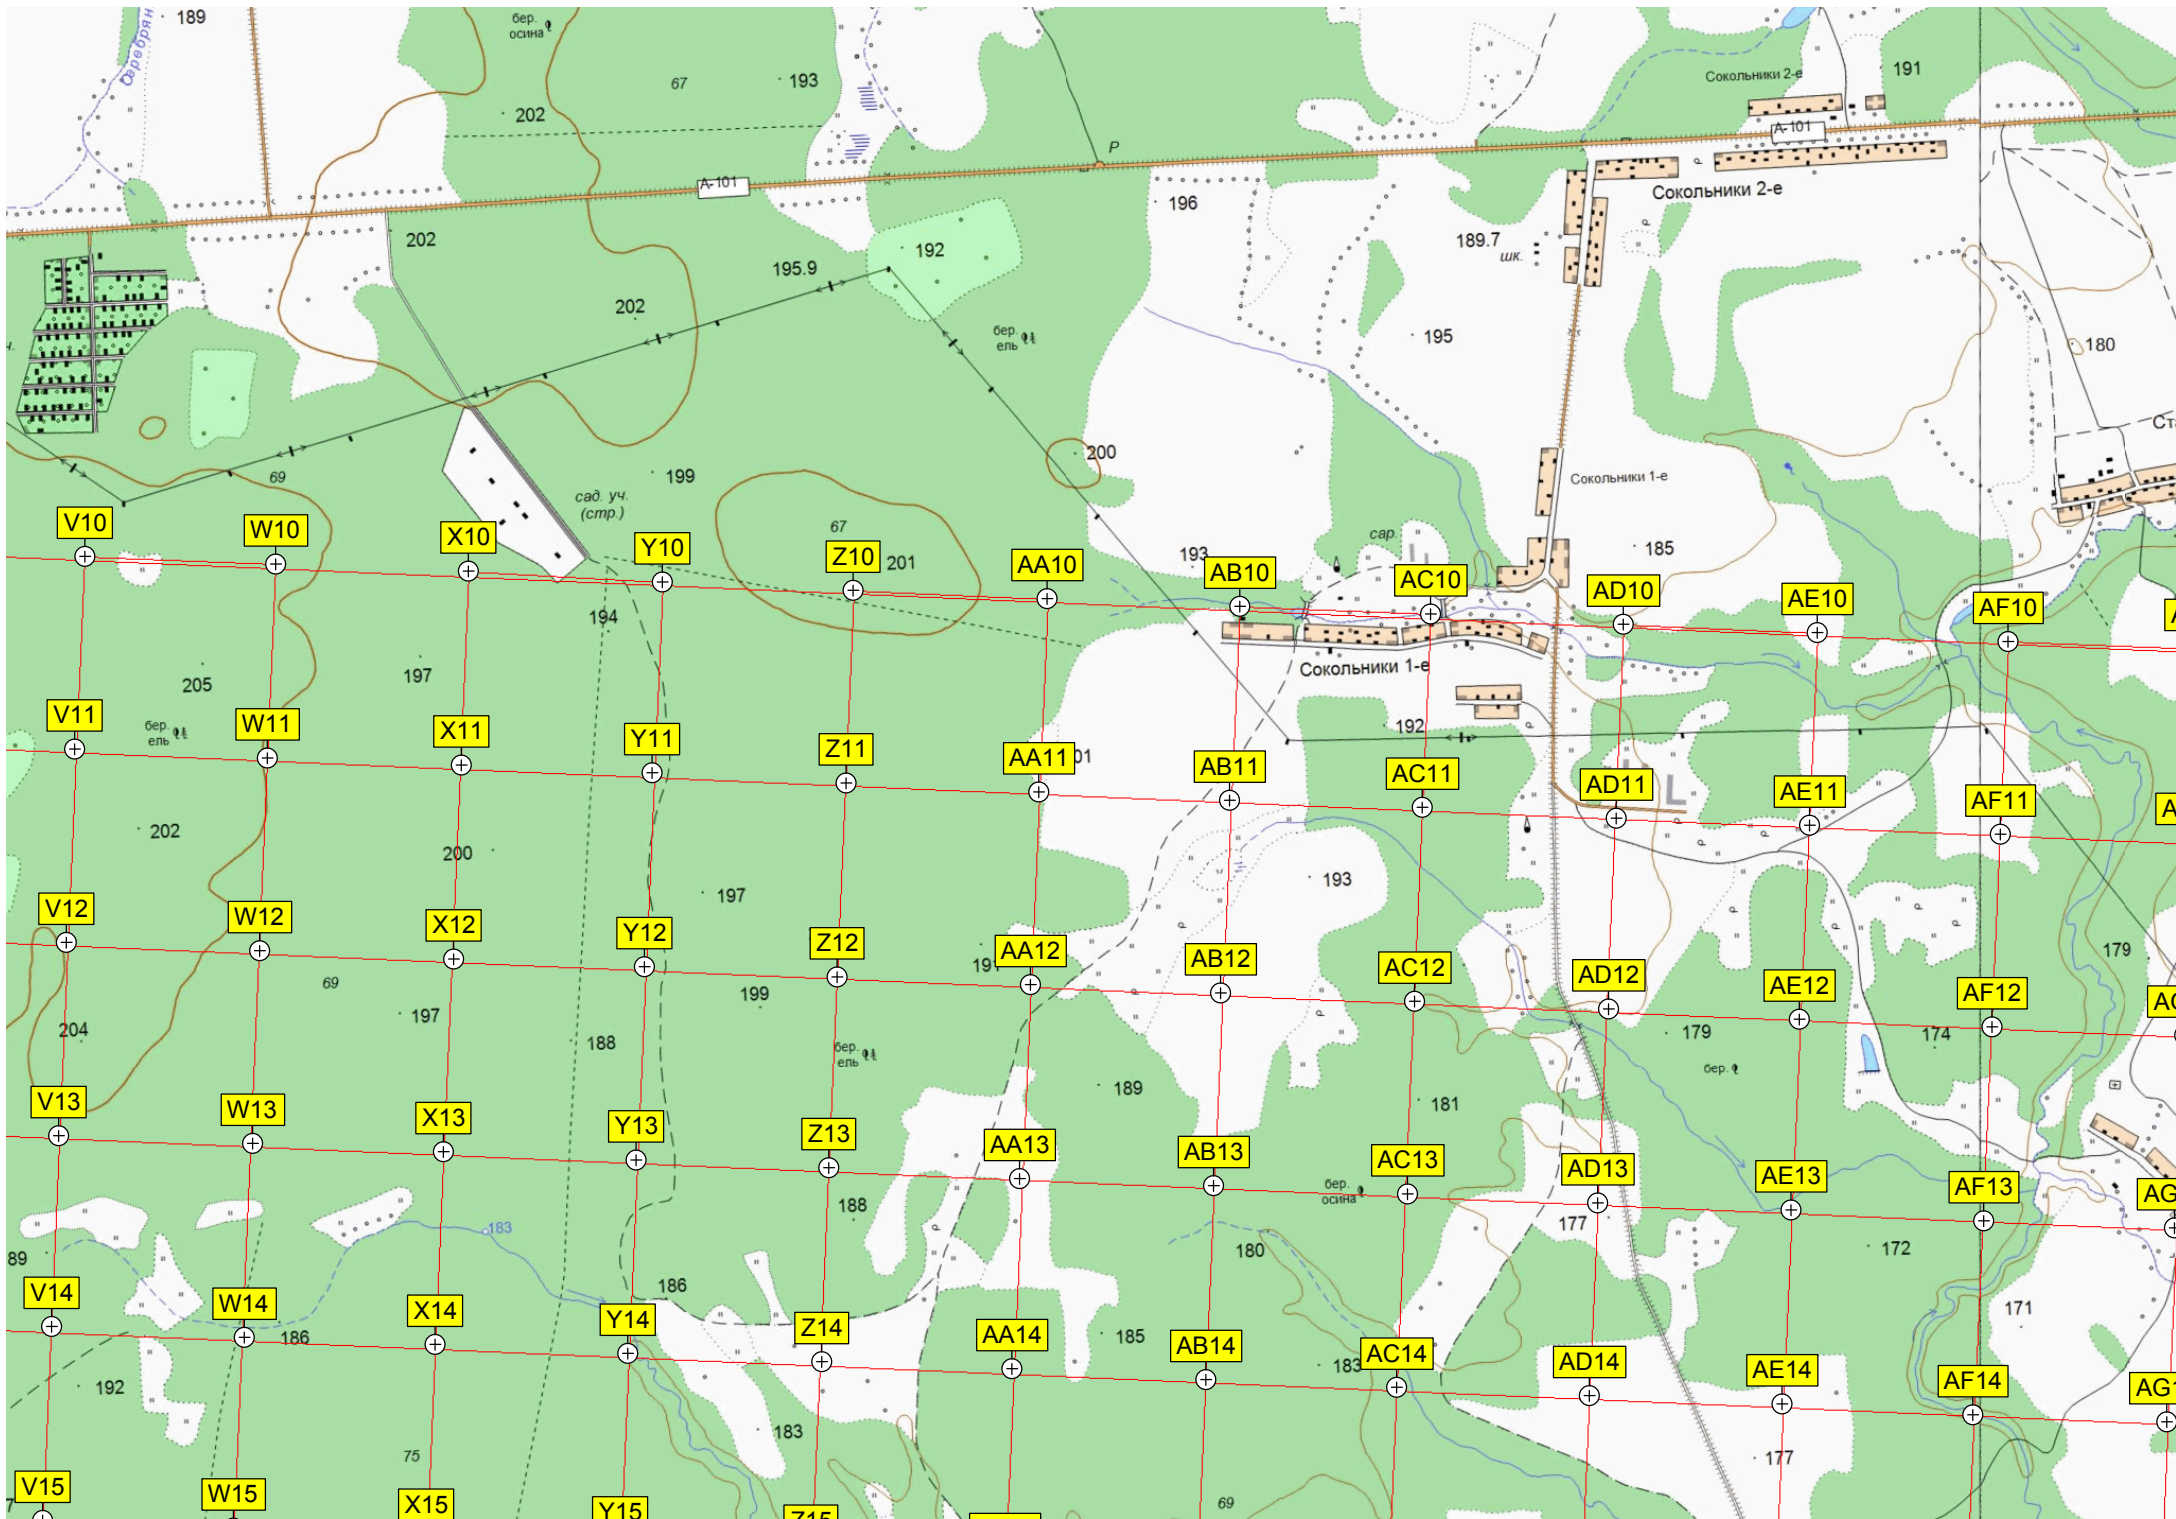 189
бер.
осина
Сокольники 2-е
191
67
193
202
А-101
Р
А-101
Сокольники 2-е
196
202
192
189.7
шк.
195.9
202
195
180
200
69
199
Сокольники 1-е
сад. уч.
(стр.)
67
сар.
V10
W10
X10
Y10
Z10
201
AA10
193
AB10
AC10
185
AD10
AE10
AF10
194
бер.
ель
Сокольники 1-е
205
197
V11
W11
X11
Y11
Z11
AA11
AB11
192
AC11
AD11
AE11
AF11
бер.
ель
202
200
197
193
V12
W12
X12
Y12
Z12
AA12
191
AB12
AC12
AD12
AE12
AF12
179
69
199
204
197
188
бер.
ель
189
179
174
бер.
181
V13
W13
X13
Y13
Z13
AA13
AB13
AC13
AD13
AE13
AF13
бер.
осина
188
183
177
180
172
89
186
171
V14
W14
X14
Y14
Z14
AA14
AB14
AC14
AD14
AE14
AF14
186
185
183
192
183
177
75
69
V15
W15
X15
Y15
Z15